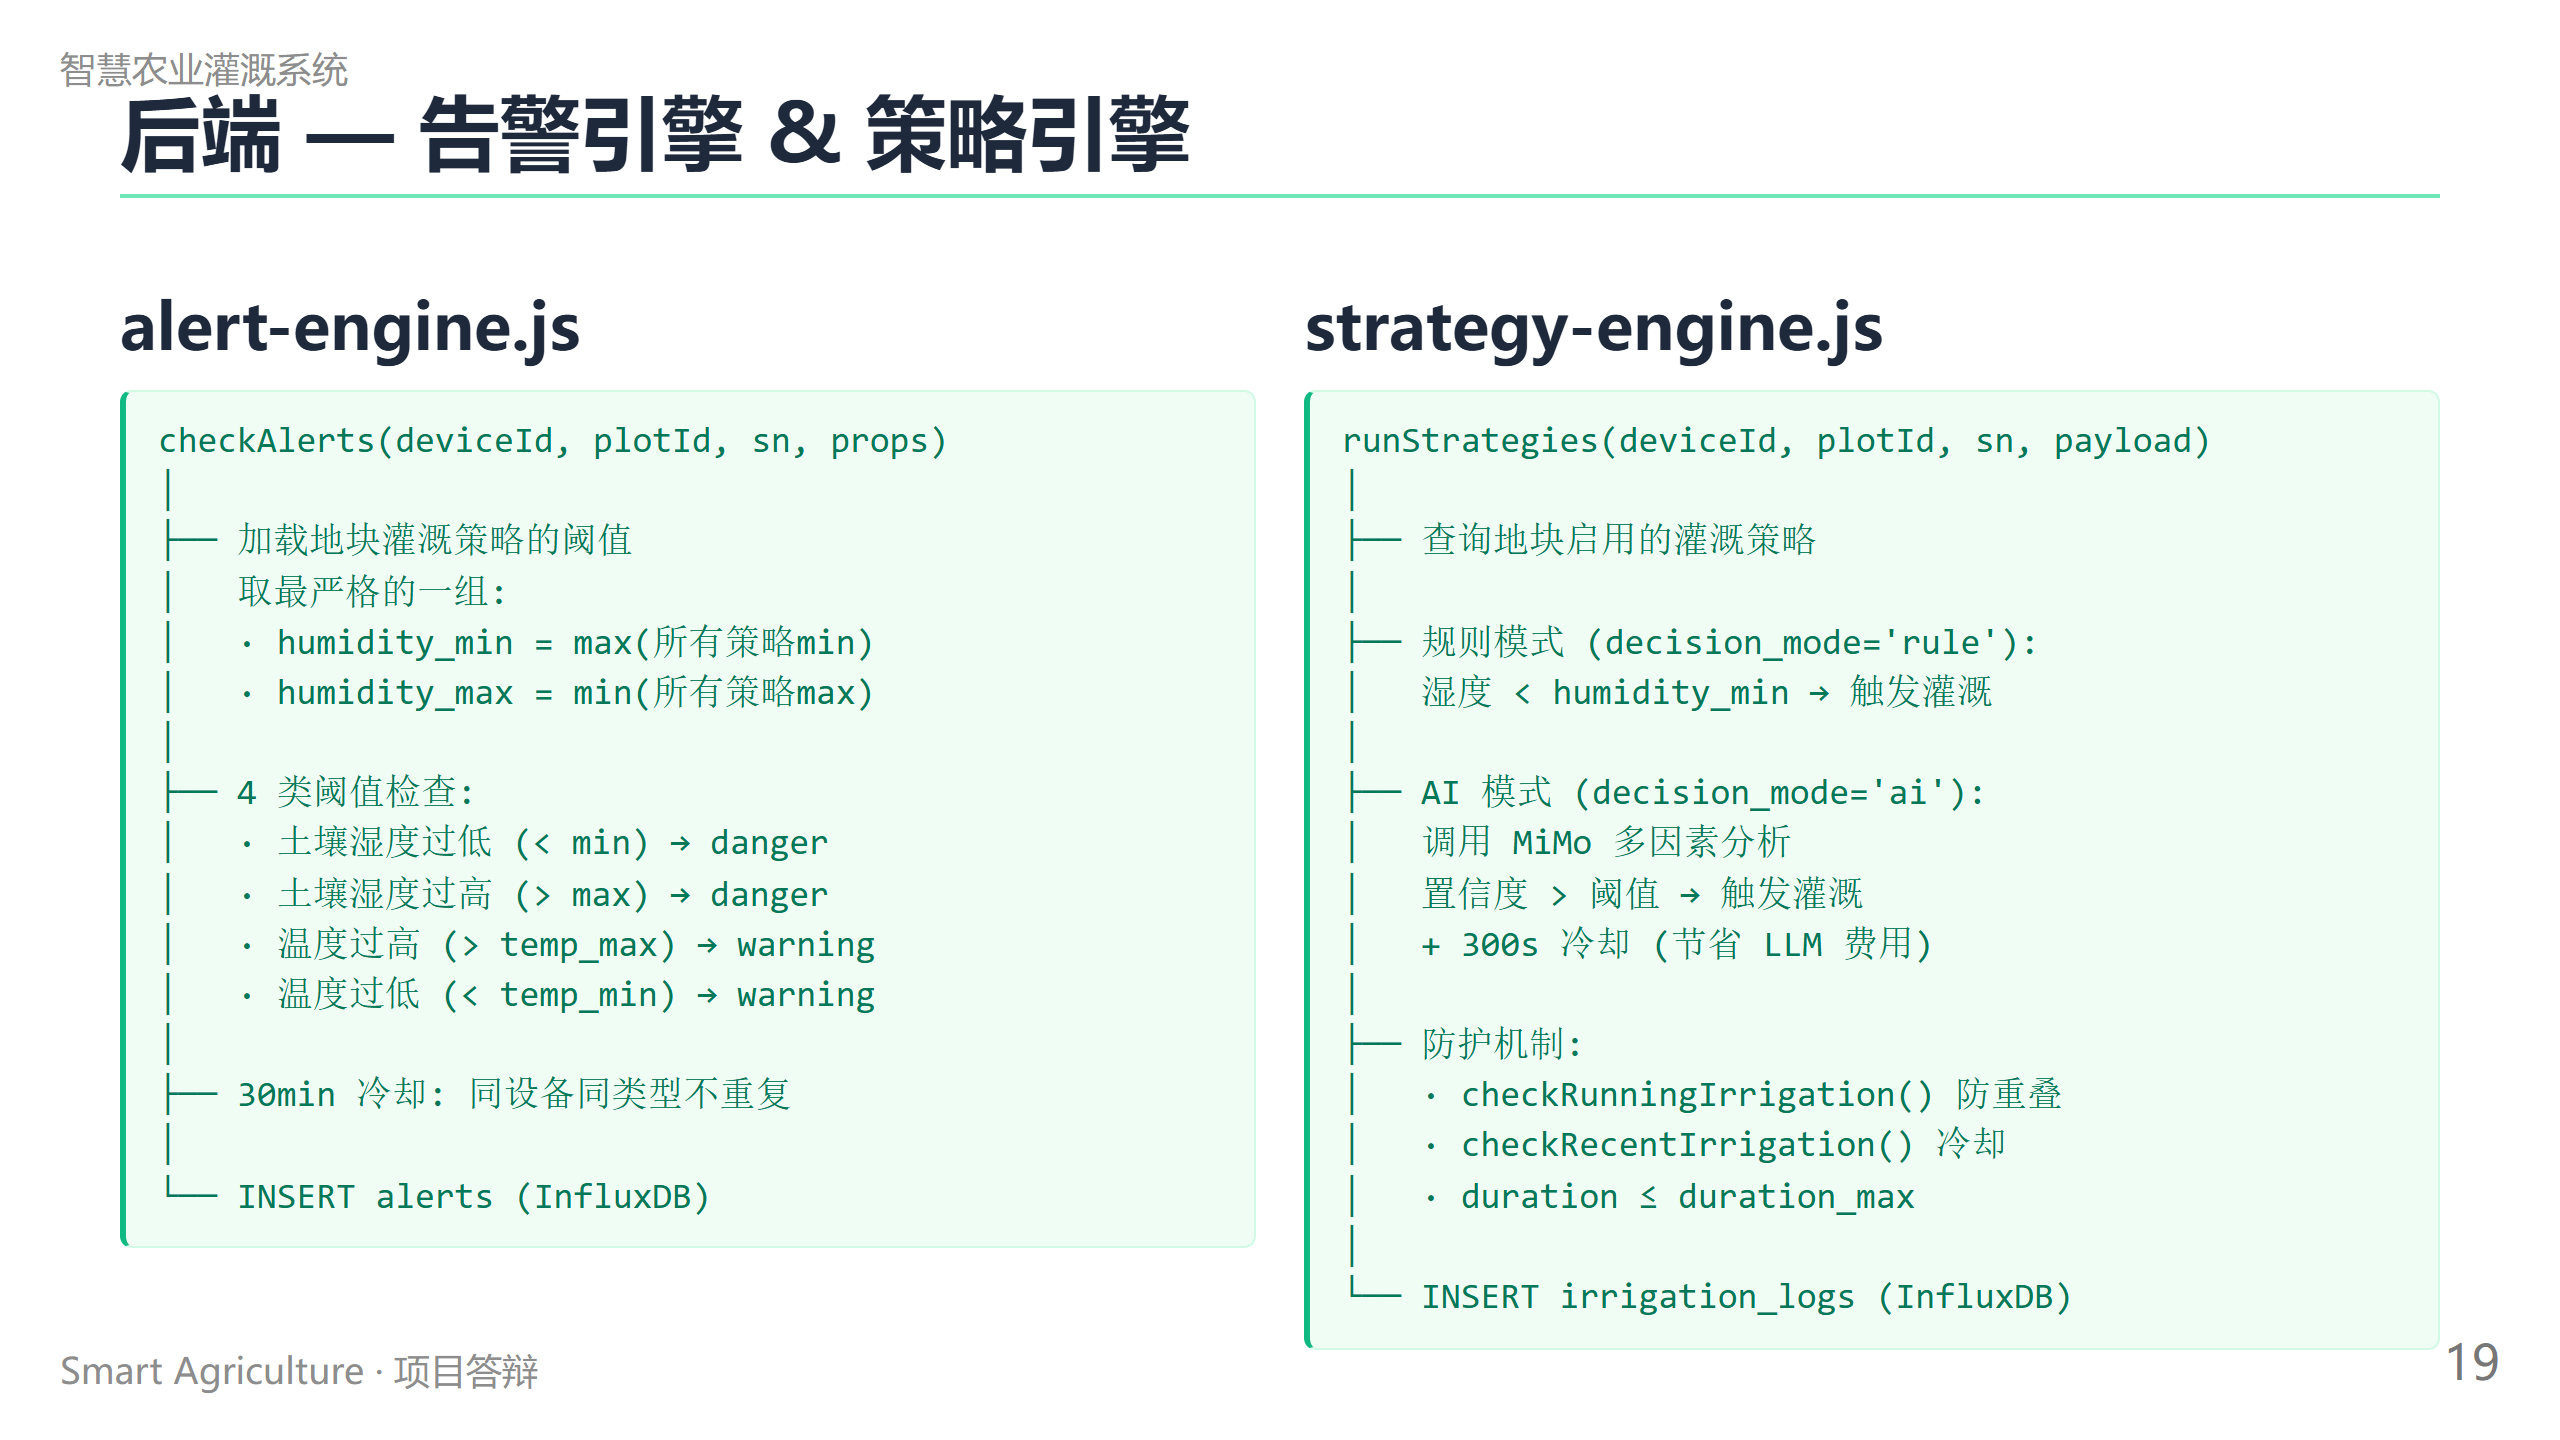 智慧农业灌溉系统
后端 — 告警引擎 & 策略引擎
alert-engine.js
checkAlerts(deviceId, plotId, sn, props)
│
├── 加载地块灌溉策略的阈值
│   取最严格的一组:
│   · humidity_min = max(所有策略min)
│   · humidity_max = min(所有策略max)
│
├── 4 类阈值检查:
│   · 土壤湿度过低 (< min) → danger
│   · 土壤湿度过高 (> max) → danger
│   · 温度过高 (> temp_max) → warning
│   · 温度过低 (< temp_min) → warning
│
├── 30min 冷却: 同设备同类型不重复
│
└── INSERT alerts (InfluxDB)
strategy-engine.js
runStrategies(deviceId, plotId, sn, payload)
│
├── 查询地块启用的灌溉策略
│
├── 规则模式 (decision_mode='rule'):
│   湿度 < humidity_min → 触发灌溉
│
├── AI 模式 (decision_mode='ai'):
│   调用 MiMo 多因素分析
│   置信度 > 阈值 → 触发灌溉
│   + 300s 冷却 (节省 LLM 费用)
│
├── 防护机制:
│   · checkRunningIrrigation() 防重叠
│   · checkRecentIrrigation() 冷却
│   · duration ≤ duration_max
│
└── INSERT irrigation_logs (InfluxDB)
Smart Agriculture · 项目答辩
19